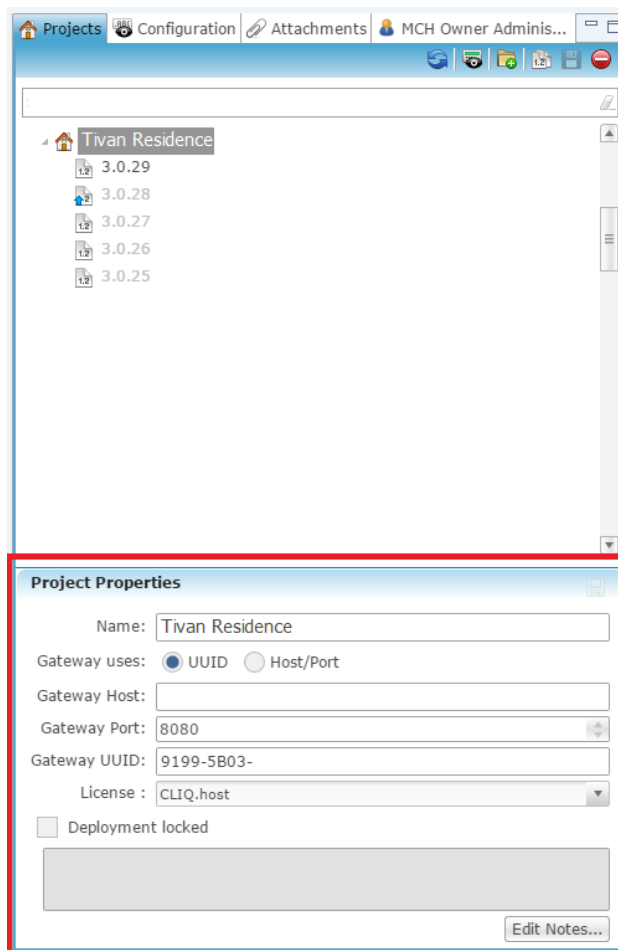 Projects Configuration Attachments MCH Owner Adminis...
Tivan Residence
3.0.29
3.0.28
3.0.27
3.0.26
3.0.25
Project Properties
Name: Tivan Residence
Gateway uses: UUID Host/Port
Gateway Host:
Gateway Port: 8080
Gateway UUID: 9199-5B03-
License : CLIQ.host
Deployment locked
Edit Notes...